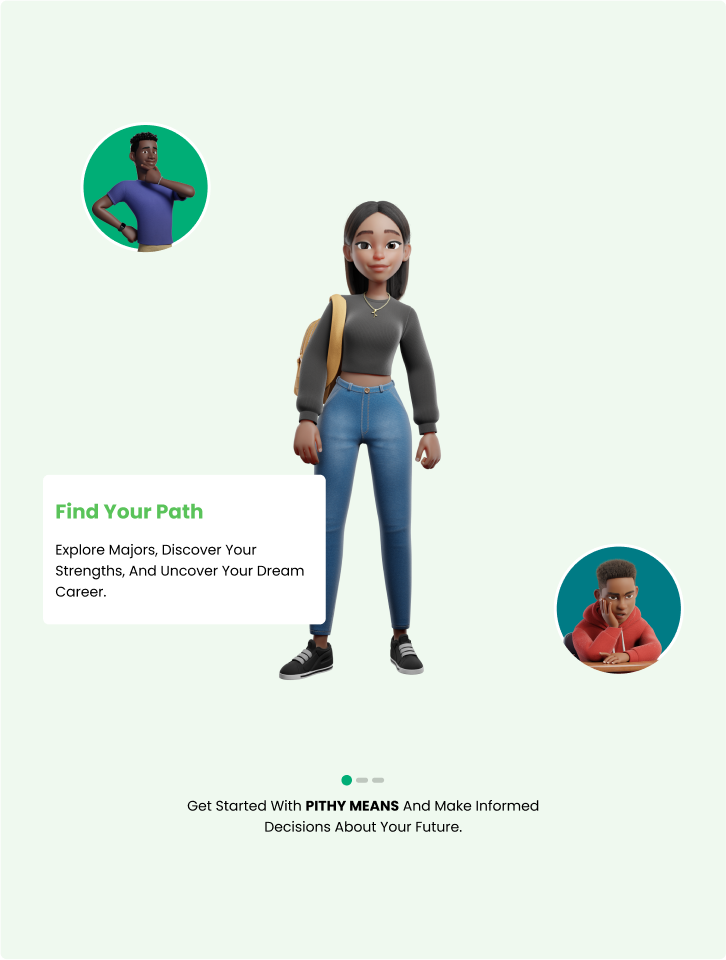 Find Your Path
Explore Majors, Discover Your
Strengths, And Uncover Your Dream
Career.
Get Started With PITHY MEANS And Make Informed
Decisions About Your Future.